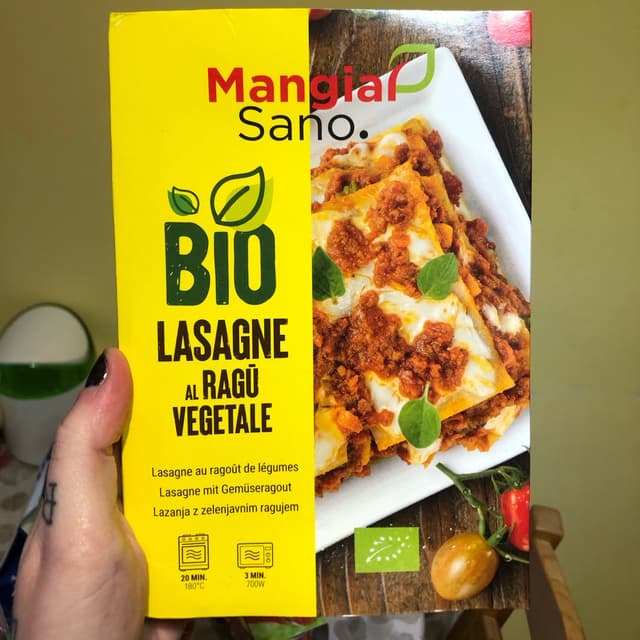 Mangiar
Sano.
BIO
LASAGNE
AL RAGŪ
VEGETALE
Lasagne au ragoût de légumes
Lasagne mit Gemüseragout
Lazanja z zelenjavnim ragujem
20 MIN.
180°C
3 MIN.
700W